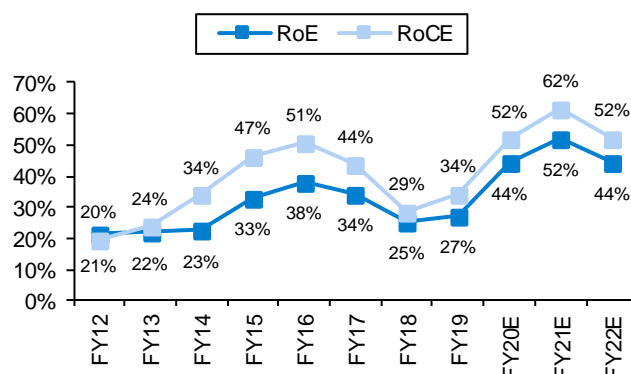 RoE RoCE
70%
60%
50%
40%
30%
20%
10%
0%
20% 24% 34% 47% 51% 44% 29% 34% 52% 62% 52%
21% 22% 23% 33% 38% 34% 25% 27% 44% 52% 44%
FY12 FY13 FY14 FY15 FY16 FY17 FY18 FY19 FY20E FY21E FY22E